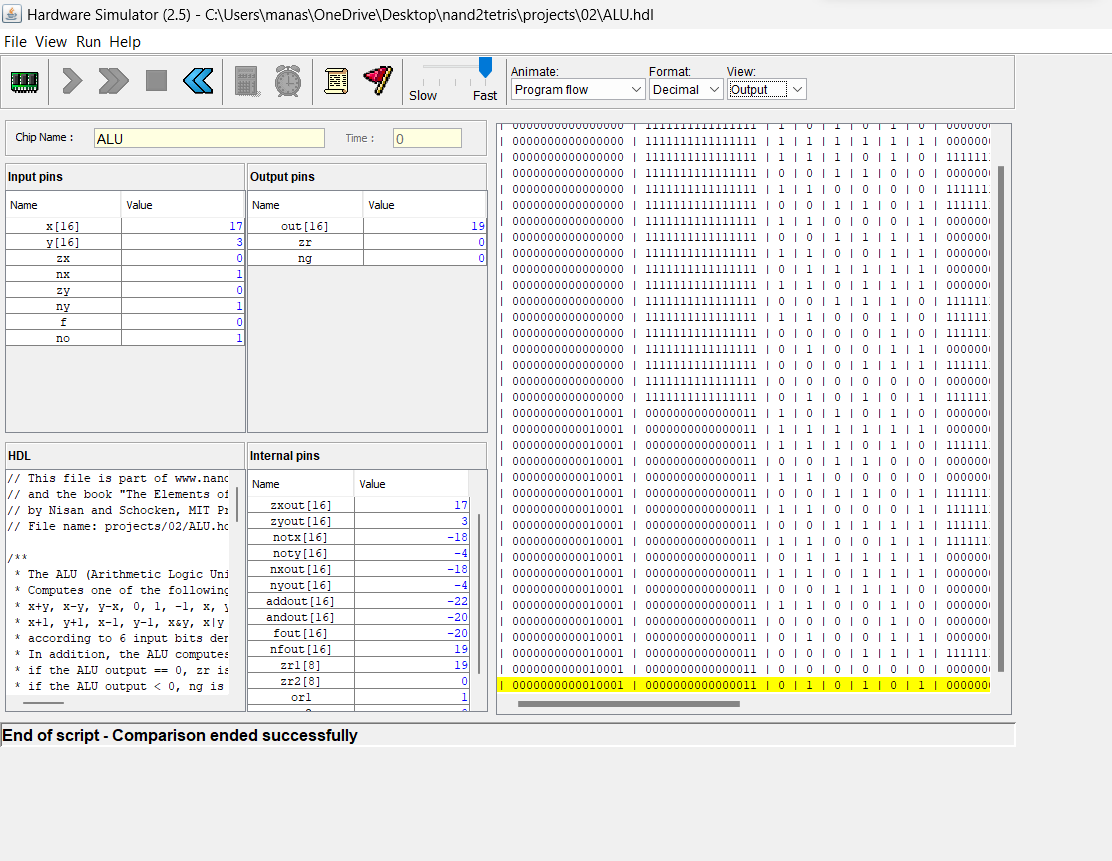 Hardware Simulator (2.5) - C:\Users\manas\OneDrive\Desktop\nand2tetris\projects\02\ALU.hdl
File View Run Help
Slow Fast
Animate: Format: View:
Program flow Decimal Output
Chip Name : ALU Time : 0
Input pins
Name Value
x[16] 17
y[16] 3
zx 0
nx 1
zy 0
ny 1
f 0
no 1
Output pins
Name Value
out[16] 19
zr 0
ng 0
HDL
// This file is part of www.nand
// and the book "The Elements of
// by Nisan and Schocken, MIT Pr
// File name: projects/02/ALU.hd
/**
* The ALU (Arithmetic Logic Uni
* Computes one of the following
* x+y, x-y, y-x, 0, 1, -1, x, y
* x+1, y+1, x-1, y-1, x&y, x|y
* according to 6 input bits den
* In addition, the ALU computes
* if the ALU output == 0, zr is
* if the ALU output < 0, ng is
Internal pins
Name Value
zxout[16] 17
zyout[16] 3
notx[16] -18
noty[16] -4
nxout[16] -18
nyout[16] -4
addout[16] -22
andout[16] -20
fout[16] -20
nfout[16] 19
zr1[8] 19
zr2[8] 0
or1 1
| 0000000000000000 | 1111111111111111 | 1 | 0 | 1 | 0 | 1 | 0 | 000000
| 0000000000000000 | 1111111111111111 | 1 | 1 | 1 | 1 | 1 | 1 | 000000
| 0000000000000000 | 1111111111111111 | 1 | 1 | 1 | 0 | 1 | 0 | 111111
| 0000000000000000 | 1111111111111111 | 0 | 0 | 1 | 1 | 0 | 0 | 000000
| 0000000000000000 | 1111111111111111 | 1 | 1 | 0 | 0 | 0 | 0 | 111111
| 0000000000000000 | 1111111111111111 | 0 | 0 | 1 | 1 | 0 | 1 | 111111
| 0000000000000000 | 1111111111111111 | 1 | 1 | 0 | 0 | 0 | 1 | 000000
| 0000000000000000 | 1111111111111111 | 0 | 0 | 1 | 1 | 1 | 1 | 000000
| 0000000000000000 | 1111111111111111 | 1 | 1 | 0 | 0 | 1 | 1 | 000000
| 0000000000000000 | 1111111111111111 | 0 | 1 | 1 | 1 | 1 | 1 | 000000
| 0000000000000000 | 1111111111111111 | 1 | 1 | 0 | 1 | 1 | 1 | 000000
| 0000000000000000 | 1111111111111111 | 0 | 0 | 1 | 1 | 1 | 0 | 111111
| 0000000000000000 | 1111111111111111 | 1 | 1 | 0 | 0 | 1 | 0 | 111111
| 0000000000000000 | 1111111111111111 | 0 | 0 | 0 | 0 | 1 | 0 | 111111
| 0000000000000000 | 1111111111111111 | 0 | 1 | 0 | 0 | 1 | 1 | 000000
| 0000000000000000 | 1111111111111111 | 0 | 0 | 0 | 1 | 1 | 1 | 111111
| 0000000000000000 | 1111111111111111 | 0 | 0 | 0 | 0 | 0 | 0 | 000000
| 0000000000000000 | 1111111111111111 | 0 | 1 | 0 | 1 | 0 | 1 | 111111
| 0000000000010001 | 0000000000000011 | 1 | 0 | 1 | 0 | 1 | 0 | 000000
| 0000000000010001 | 0000000000000011 | 1 | 1 | 1 | 1 | 1 | 1 | 000000
| 0000000000010001 | 0000000000000011 | 1 | 1 | 1 | 0 | 1 | 0 | 111111
| 0000000000010001 | 0000000000000011 | 0 | 0 | 1 | 1 | 0 | 0 | 000000
| 0000000000010001 | 0000000000000011 | 1 | 1 | 0 | 0 | 0 | 0 | 000000
| 0000000000010001 | 0000000000000011 | 0 | 0 | 1 | 1 | 0 | 1 | 111111
| 0000000000010001 | 0000000000000011 | 1 | 1 | 0 | 0 | 0 | 1 | 111111
| 0000000000010001 | 0000000000000011 | 0 | 0 | 1 | 1 | 1 | 1 | 111111
| 0000000000010001 | 0000000000000011 | 1 | 1 | 0 | 0 | 1 | 1 | 111111
| 0000000000010001 | 0000000000000011 | 0 | 1 | 1 | 1 | 1 | 1 | 000000
| 0000000000010001 | 0000000000000011 | 1 | 1 | 0 | 1 | 1 | 1 | 000000
| 0000000000010001 | 0000000000000011 | 0 | 0 | 1 | 1 | 1 | 0 | 000000
| 0000000000010001 | 0000000000000011 | 1 | 1 | 0 | 0 | 1 | 0 | 000000
| 0000000000010001 | 0000000000000011 | 0 | 0 | 0 | 0 | 1 | 0 | 000000
| 0000000000010001 | 0000000000000011 | 0 | 1 | 0 | 0 | 1 | 1 | 000000
| 0000000000010001 | 0000000000000011 | 0 | 0 | 0 | 1 | 1 | 1 | 111111
| 0000000000010001 | 0000000000000011 | 0 | 0 | 0 | 0 | 0 | 0 | 000000
| 0000000000010001 | 0000000000000011 | 0 | 1 | 0 | 1 | 0 | 1 | 000000
End of script - Comparison ended successfully